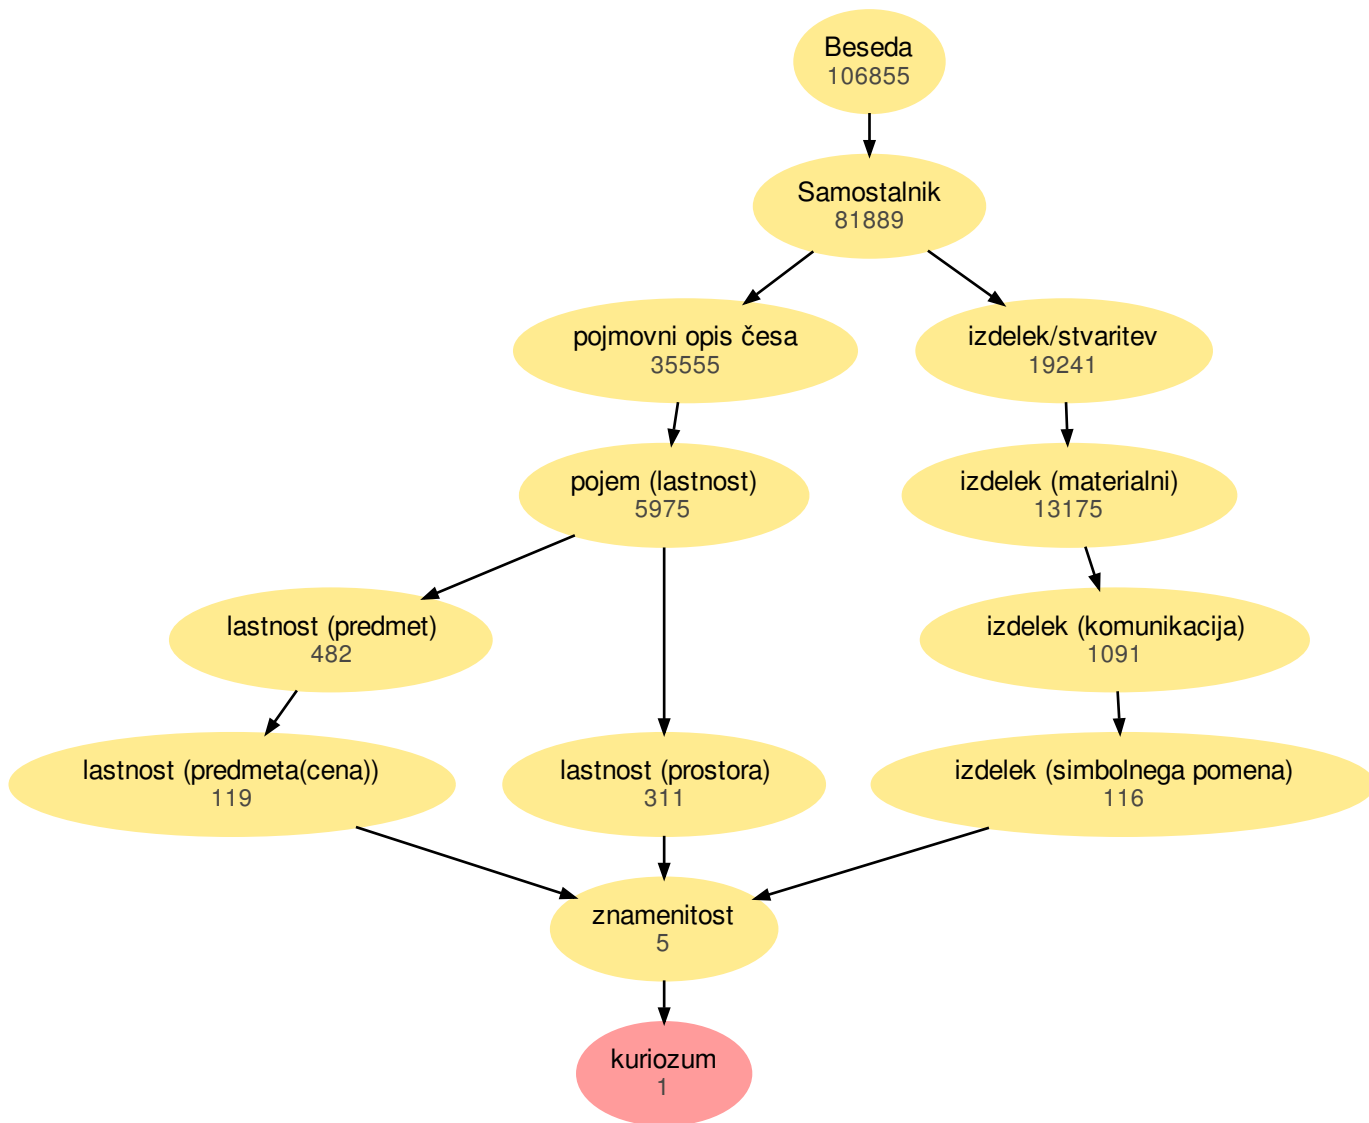 Beseda
106855
Samostalnik
81889
pojmovni opis česa
35555
izdelek/stvaritev
19241
pojem (lastnost)
5975
izdelek (materialni)
13175
lastnost (predmet)
482
izdelek (komunikacija)
1091
lastnost (predmeta(cena))
119
lastnost (prostora)
311
izdelek (simbolnega pomena)
116
znamenitost
5
kuriozum
1